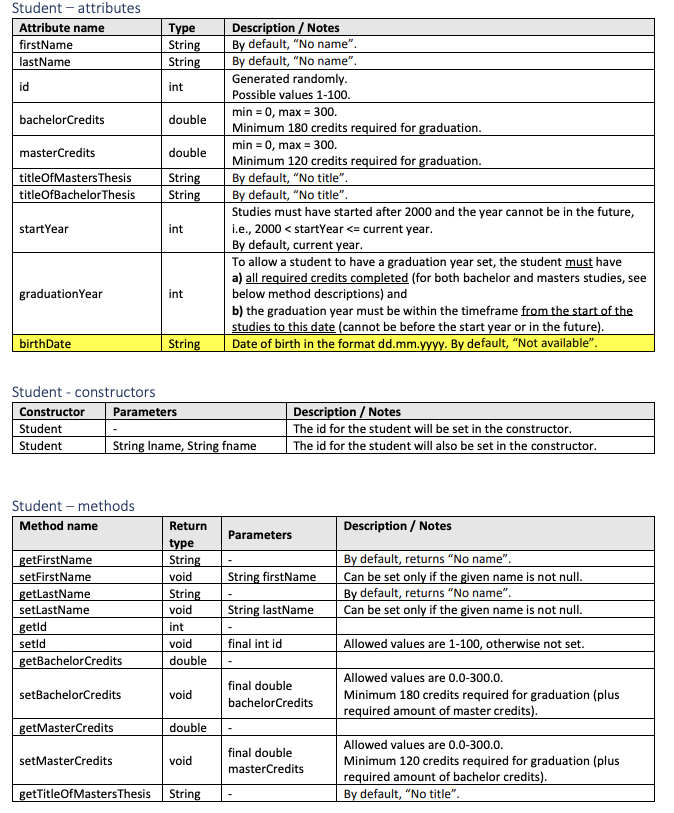 Student – attributes
Attribute name Type Description / Notes
firstName String By default, “No name”.
lastName String By default, “No name”.
id int Generated randomly.
Possible values 1-100.
bachelorCredits double min = 0, max = 300.
Minimum 180 credits required for graduation.
masterCredits double min = 0, max = 300.
Minimum 120 credits required for graduation.
titleOfMastersThesis String By default, “No title”.
titleOfBachelorThesis String By default, “No title”.
startYear int Studies must have started after 2000 and the year cannot be in the future,
i.e., 2000 < startYear <= current year.
By default, current year.
graduationYear int To allow a student to have a graduation year set, the student must have
a) all required credits completed (for both bachelor and masters studies, see
below method descriptions) and
b) the graduation year must be within the timeframe from the start of the
studies to this date (cannot be before the start year or in the future).
birthDate String Date of birth in the format dd.mm.yyyy. By default, “Not available”.
Student - constructors
Constructor Parameters Description / Notes
Student - The id for the student will be set in the constructor.
Student String lname, String fname The id for the student will also be set in the constructor.
Student – methods
Method name Return type Parameters Description / Notes
getFirstName String - By default, returns “No name”.
setFirstName void String firstName Can be set only if the given name is not null.
getLastName String - By default, returns “No name”.
setLastName void String lastName Can be set only if the given name is not null.
getId int -
setId void final int id Allowed values are 1-100, otherwise not set.
getBachelorCredits double -
setBachelorCredits void final double bachelorCredits Allowed values are 0.0-300.0.
Minimum 180 credits required for graduation (plus
required amount of master credits).
getMasterCredits double -
setMasterCredits void final double masterCredits Allowed values are 0.0-300.0.
Minimum 120 credits required for graduation (plus
required amount of bachelor credits).
getTitleOfMastersThesis String - By default, “No title”.